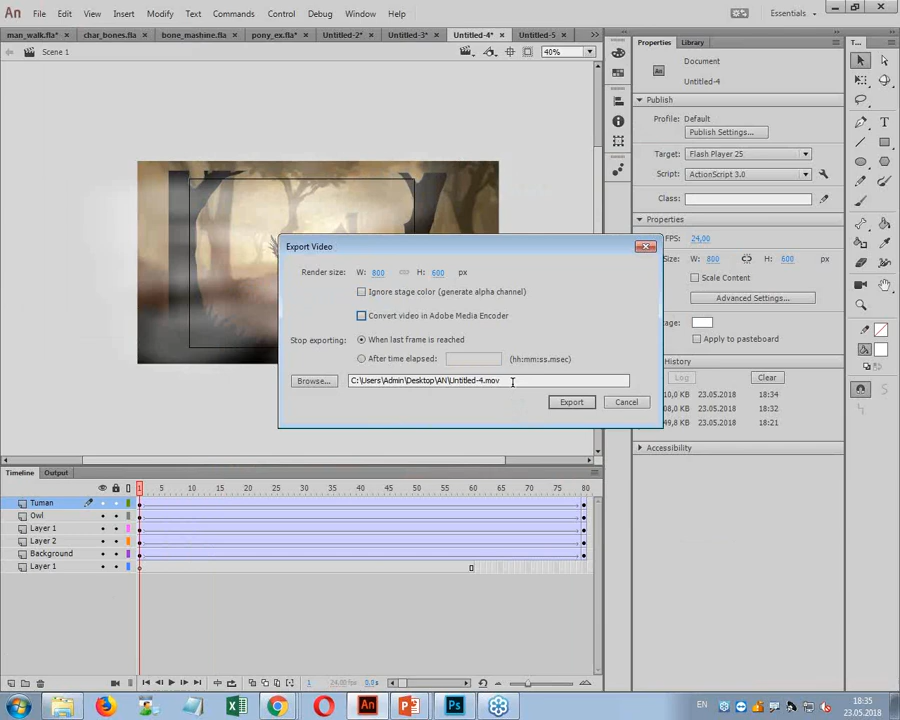 An File Edit View Insert Modify Text Commands Control Debug Window Help Essentials
man_walk.fla* × char_bones.fla × bone_mashine.fla × pony_ex.fla* × Untitled-2* × Untitled-3* × Untitled-4* × Untitled-5 × >>
Scene 1 40%
Properties Library T...
Document
An Untitled-4
Publish
Profile: Default
Publish Settings...
Target: Flash Player 25
Script: ActionScript 3.0
Class:
Properties
FPS: 24,00
Size: W: 800 H: 600 px
Scale Content
Advanced Settings...
tage:
Apply to pasteboard
History
Log Clear
10,0 KB 23.05.2018 18:34
08,0 KB 23.05.2018 18:32
22,0 KB 23.05.2018 18:21
Accessibility
Export Video
Render size: W: 800 H: 600 px
Ignore stage color (generate alpha channel)
Convert video in Adobe Media Encoder
Stop exporting: When last frame is reached
After time elapsed: (hh:mm:ss.msec)
Browse... C:\Users\Admin\Desktop\AN\Untitled-4.mov
Export Cancel
Timeline Output
1 5 10 15 20 25 30 35 40 45 50 55 60 65 70 75 80
Tuman
Owl
Layer 1
Layer 2
Background
Layer 1
1
EN 18:35
23.05.2018